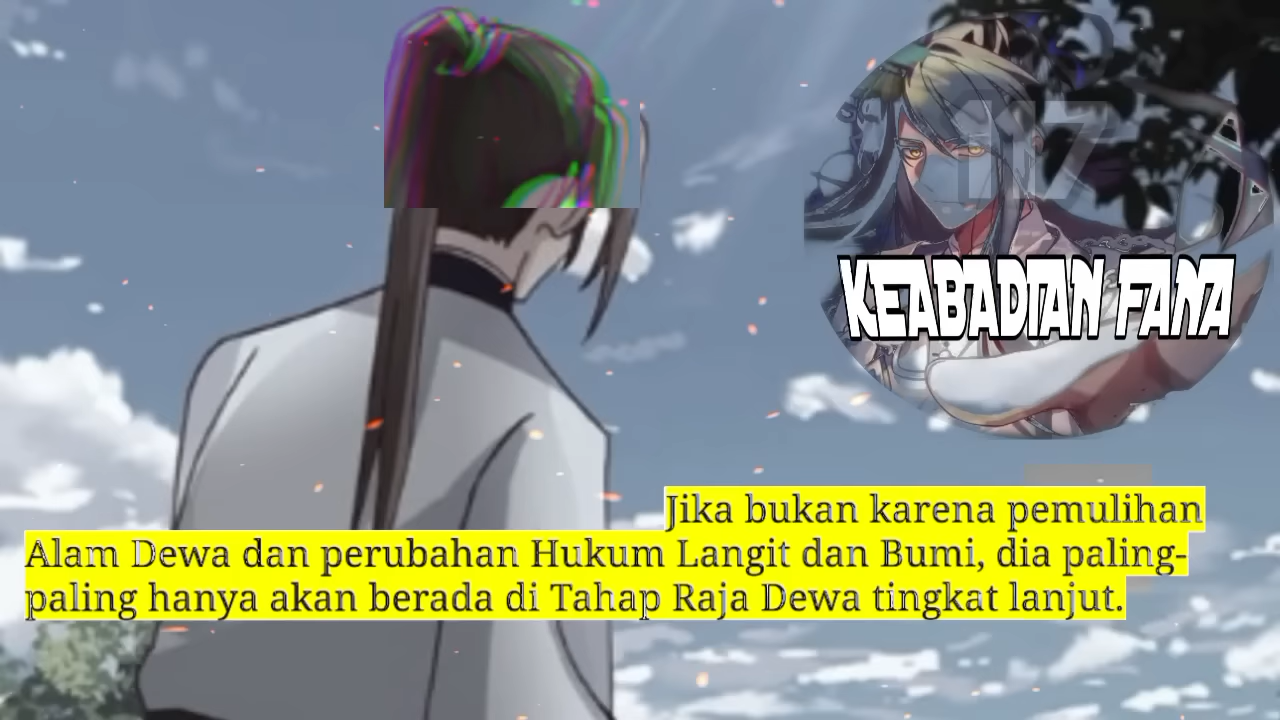 117
KEABADIAN FANA
Jika bukan karena pemulihan
Alam Dewa dan perubahan Hukum Langit dan Bumi, dia paling-
paling hanya akan berada di Tahap Raja Dewa tingkat lanjut.